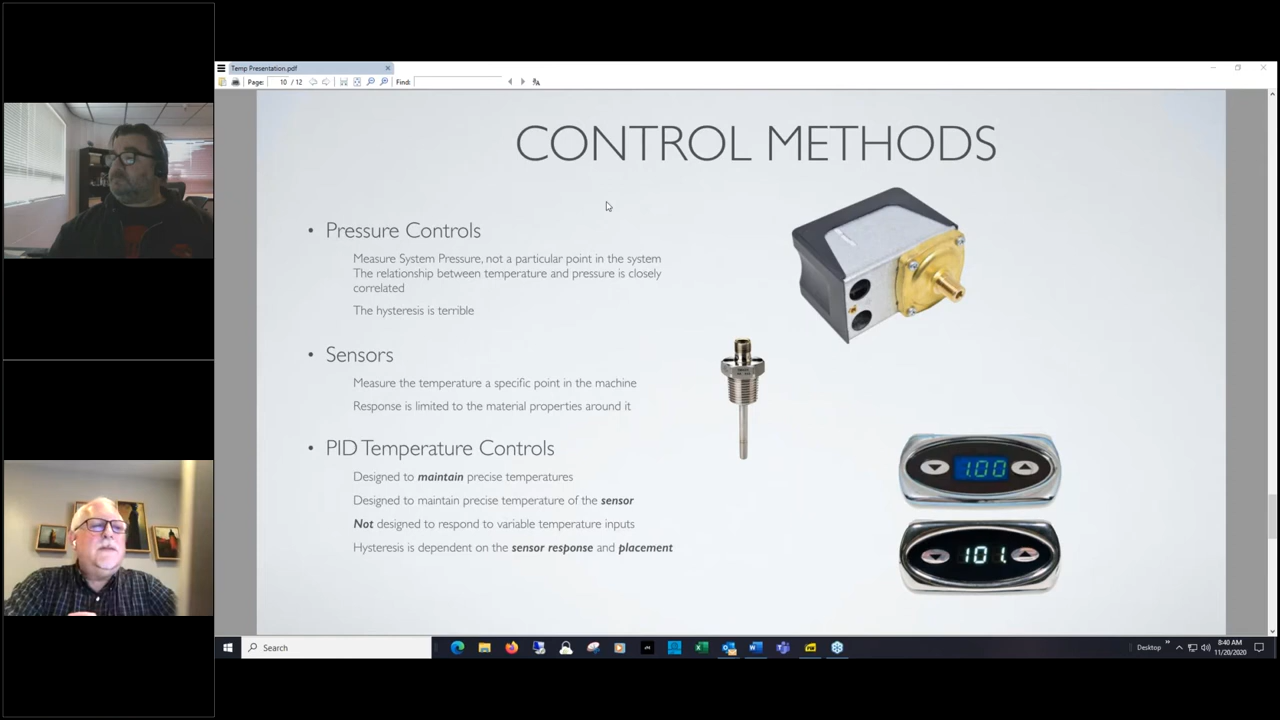 Temp Presentation.pdf
Page: 10 / 12
Find:
CONTROL METHODS
• Pressure Controls
Measure System Pressure, not a particular point in the system
The relationship between temperature and pressure is closely
correlated
The hysteresis is terrible
• Sensors
Measure the temperature a specific point in the machine
Response is limited to the material properties around it
• PID Temperature Controls
Designed to maintain precise temperatures
Designed to maintain precise temperature of the sensor
Not designed to respond to variable temperature inputs
Hysteresis is dependent on the sensor response and placement
1.00
101.
Search
Desktop
8:40 AM
11/20/2020